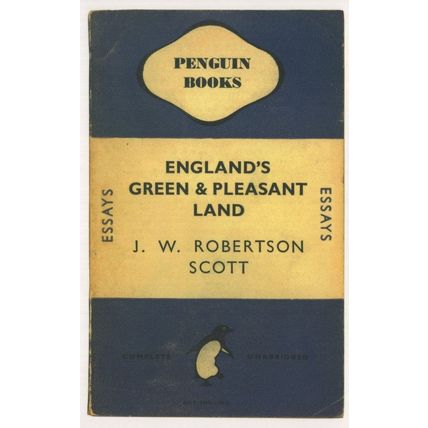 PENGUIN
BOOKS
ENGLAND'S
GREEN & PLEASANT
LAND
J. W. ROBERTSON
SCOTT
ESSAYS
ESSAYS
COMPLETE
UNABRIDGED